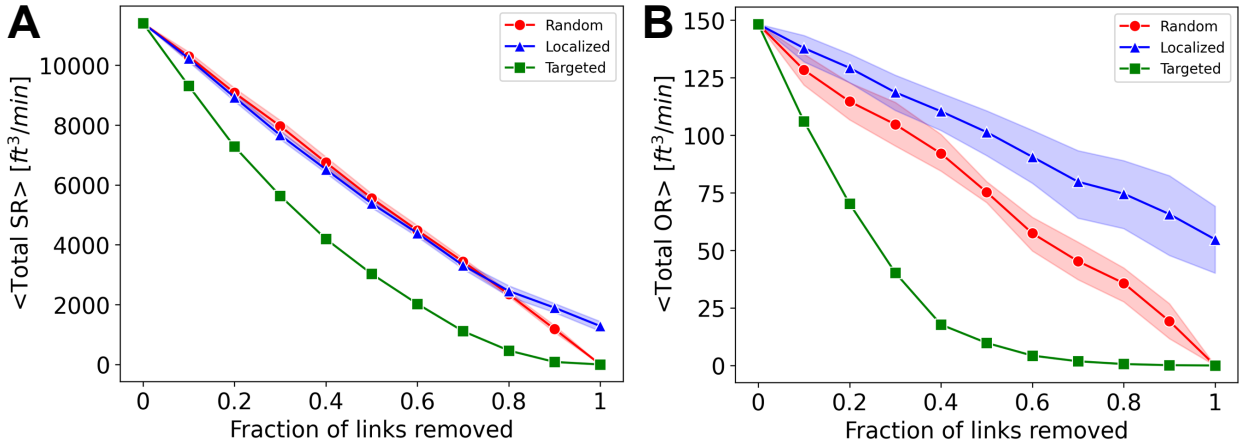 A
<Total SR> [ft³/min]
10000
8000
6000
4000
2000
0
0
0.2
0.4
0.6
0.8
1
Fraction of links removed
Random
Localized
Targeted
B
<Total OR> [ft³/min]
150
125
100
75
50
25
0
0
0.2
0.4
0.6
0.8
1
Fraction of links removed
Random
Localized
Targeted